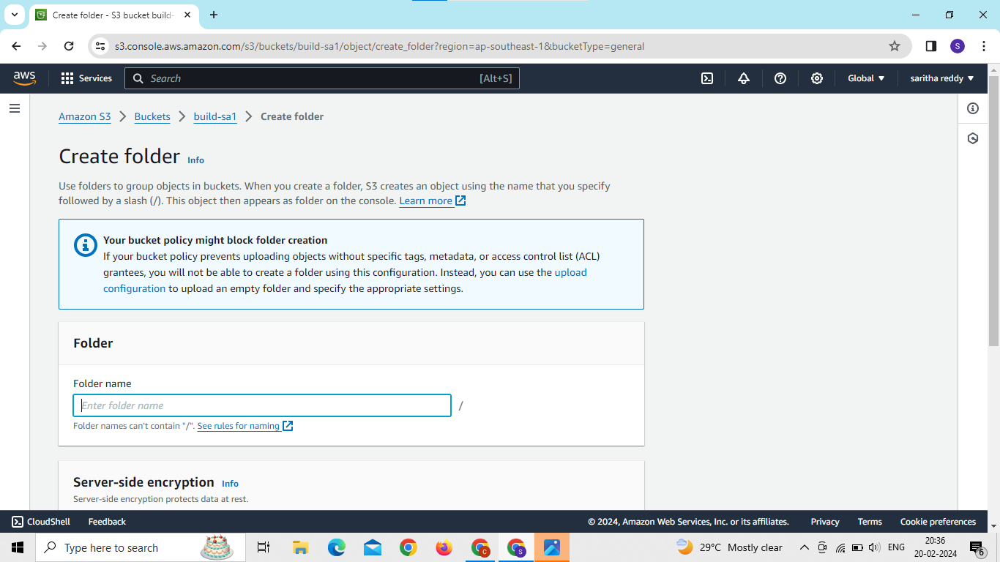 Create folder - S3 bucket build-
s3.console.aws.amazon.com/s3/buckets/build-sa1/object/create_folder?region=ap-southeast-1&bucketType=general
S
aws
Services
Search
[Alt+S]
Global
saritha reddy
Amazon S3 > Buckets > build-sa1 > Create folder
Create folder Info
Use folders to group objects in buckets. When you create a folder, S3 creates an object using the name that you specify
followed by a slash (/). This object then appears as folder on the console. Learn more
Your bucket policy might block folder creation
If your bucket policy prevents uploading objects without specific tags, metadata, or access control list (ACL)
grantees, you will not be able to create a folder using this configuration. Instead, you can use the upload
configuration to upload an empty folder and specify the appropriate settings.
Folder
Folder name
Enter folder name /
Folder names can't contain "/". See rules for naming
Server-side encryption Info
Server-side encryption protects data at rest.
CloudShell Feedback © 2024, Amazon Web Services, Inc. or its affiliates. Privacy Terms Cookie preferences
Type here to search
C
S
29°C Mostly clear
ENG
20:36
20-02-2024
6